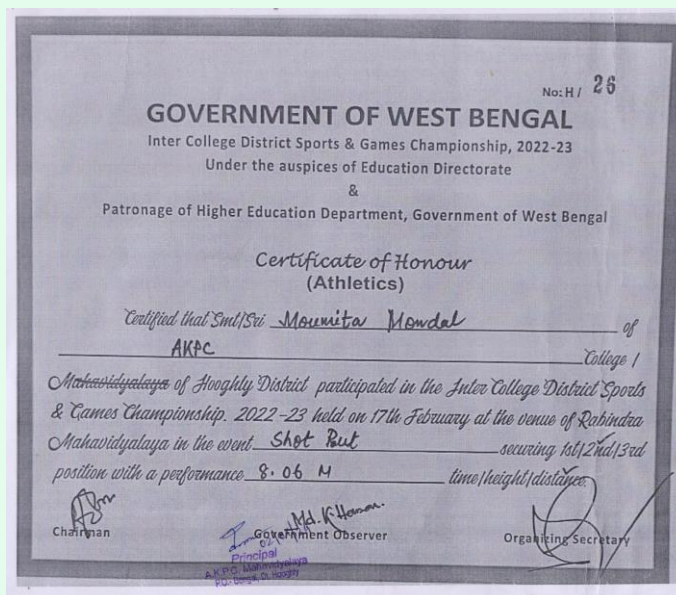 No: H / 26
GOVERNMENT OF WEST BENGAL
Inter College District Sports & Games Championship, 2022-23
Under the auspices of Education Directorate
&
Patronage of Higher Education Department, Government of West Bengal
Certificate of Honour
(Athletics)
Certified that Smt/Sri Moumita Mondal of
AKPC College /
Mahavidyalaya of Hooghly District participated in the Inter College District Sports
& Games Championship. 2022-23 held on 17th February at the venue of Rabindra
Mahavidyalaya in the event Shot Put securing 1st/2nd/3rd
position with a performance 8.06 M time/height/distance.
Md. K. Hasan.
Chairman Government Observer Organizing Secretary
Principal
A.K.P.C. Mahavidyalaya
P.O.- Bengai, Dt. Hooghly